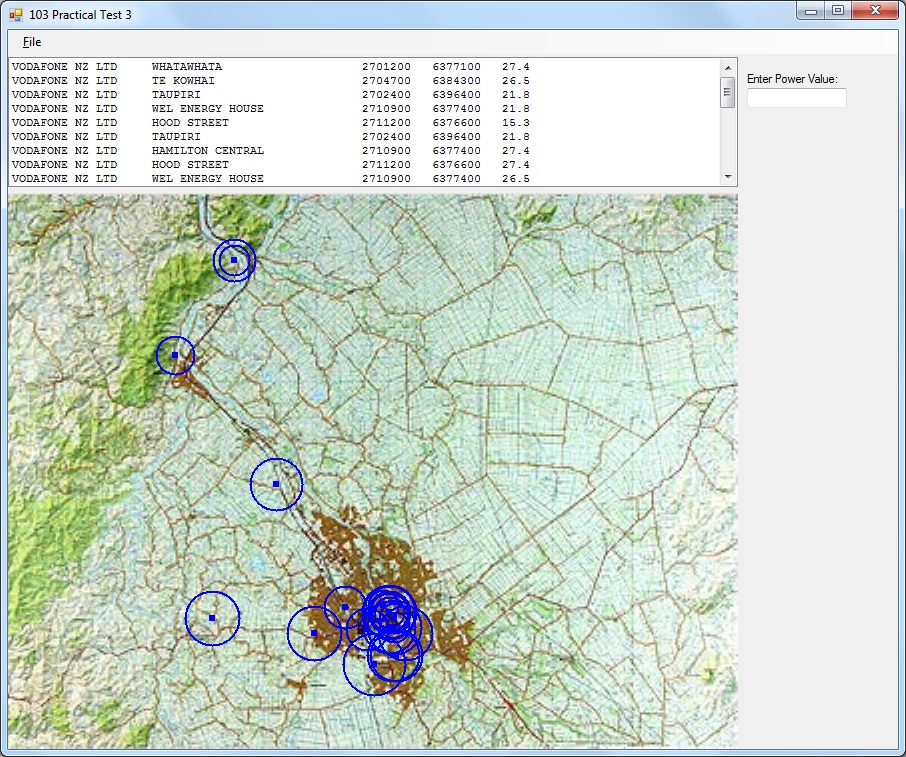 103 Practical Test 3
File
VODAFONE NZ LTD WHATAWHATA 2701200 6377100 27.4
VODAFONE NZ LTD TE KOWHAI 2704700 6384300 26.5
VODAFONE NZ LTD TAUPIRI 2702400 6396400 21.8
VODAFONE NZ LTD WEL ENERGY HOUSE 2710900 6377400 21.8
VODAFONE NZ LTD HOOD STREET 2711200 6376600 15.3
VODAFONE NZ LTD TAUPIRI 2702400 6396400 21.8
VODAFONE NZ LTD HAMILTON CENTRAL 2710900 6377400 27.4
VODAFONE NZ LTD HOOD STREET 2711200 6376600 27.4
VODAFONE NZ LTD WEL ENERGY HOUSE 2710900 6377400 26.5
Enter Power Value: